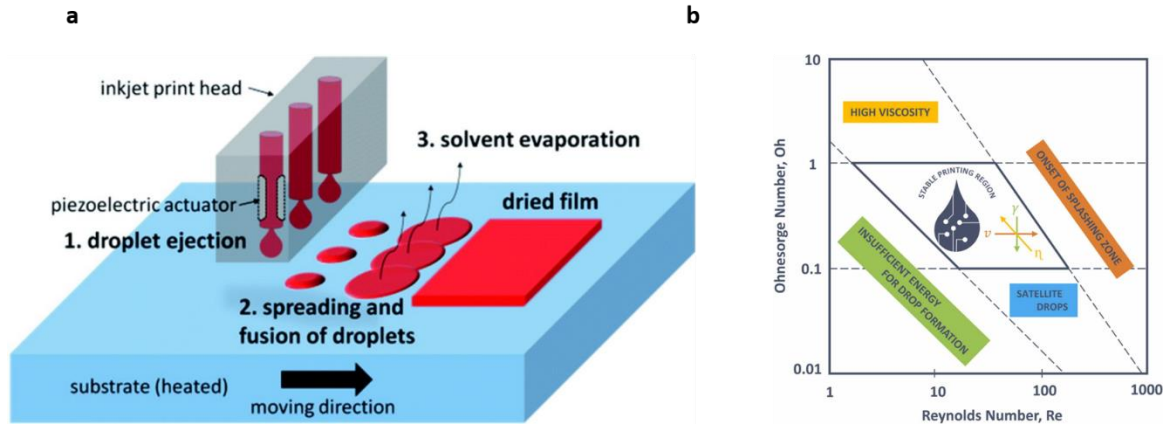 a
inkjet print head
piezoelectric actuator
1. droplet ejection
2. spreading and
fusion of droplets
3. solvent evaporation
dried film
substrate (heated)
moving direction
b
Ohnesorge Number, Oh
10
1
0.1
0.01
HIGH VISCOSITY
STABLE PRINTING REGION
γ
ν
η
ONSET OF SPLASHING ZONE
INSUFFICIENT ENERGY
FOR DROP FORMATION
SATELLITE
DROPS
1
10
100
1000
Reynolds Number, Re